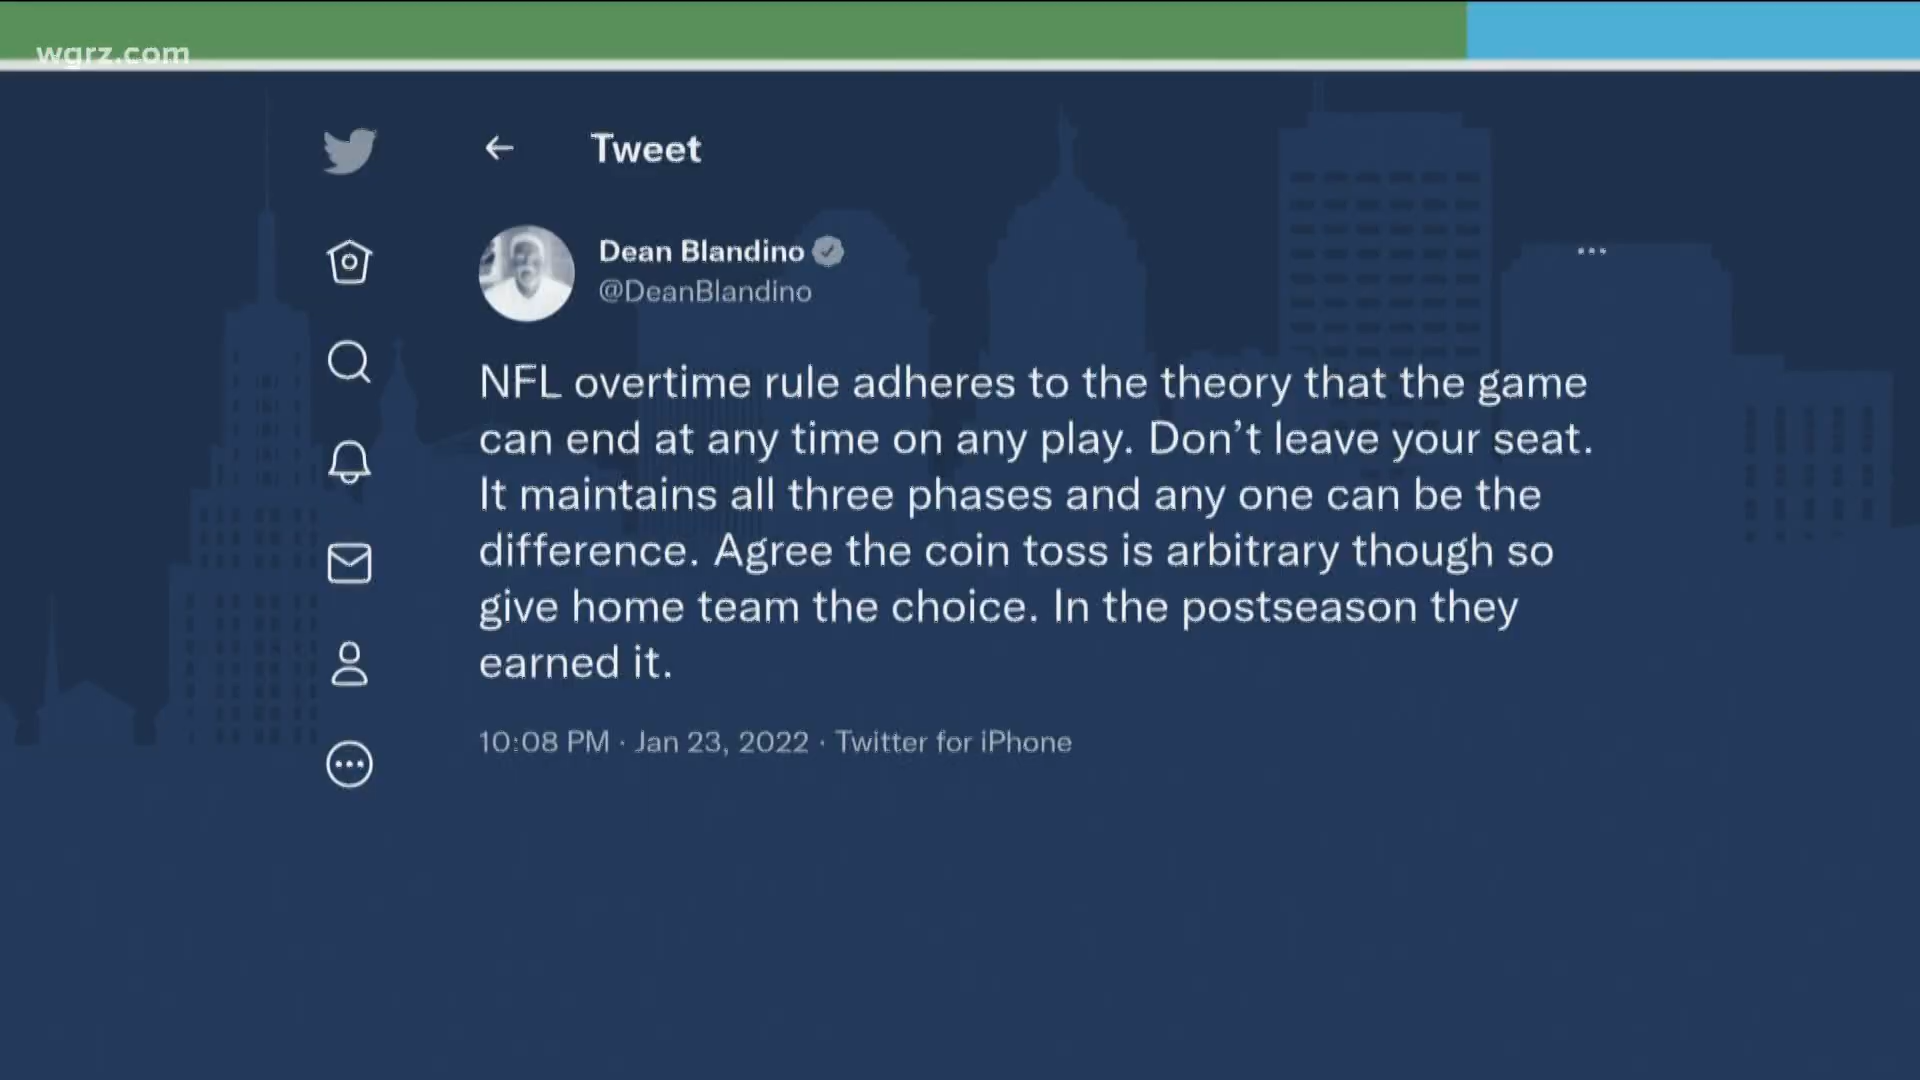 wgrz.com
Tweet
Dean Blandino
@DeanBlandino
NFL overtime rule adheres to the theory that the game
can end at any time on any play. Don’t leave your seat.
It maintains all three phases and any one can be the
difference. Agree the coin toss is arbitrary though so
give home team the choice. In the postseason they
earned it.
10:08 PM · Jan 23, 2022 · Twitter for iPhone